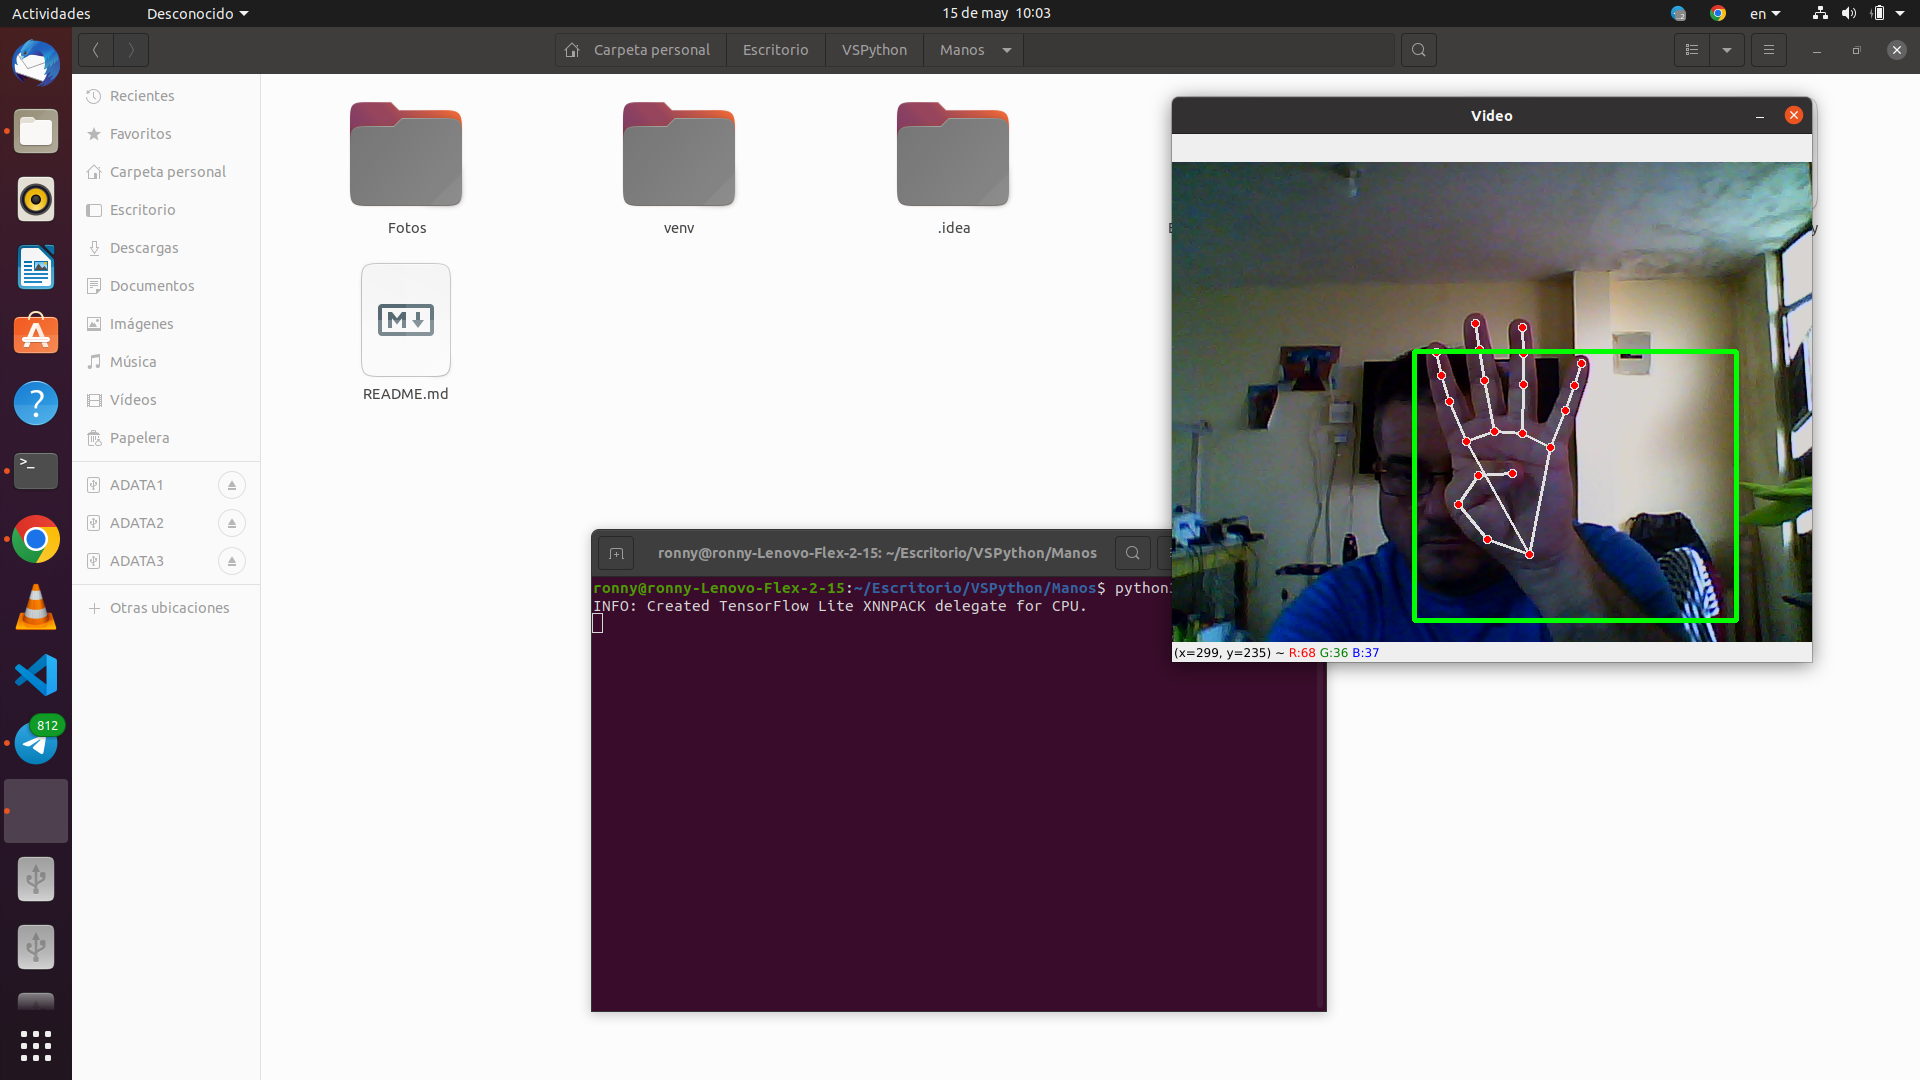 Actividades
Desconocido
15 de may 10:03
en
Carpeta personal
Escritorio
VSPython
Manos
Recientes
Favoritos
Carpeta personal
Escritorio
Descargas
Documentos
Imágenes
Música
Vídeos
Papelera
ADATA1
ADATA2
ADATA3
+ Otras ubicaciones
Fotos
venv
.idea
README.md
812
ronny@ronny-Lenovo-Flex-2-15: ~/Escritorio/VSPython/Manos
ronny@ronny-Lenovo-Flex-2-15:~/Escritorio/VSPython/Manos$ python
INFO: Created TensorFlow Lite XNNPACK delegate for CPU.
Video
(x=299, y=235) ~ R:68 G:36 B:37